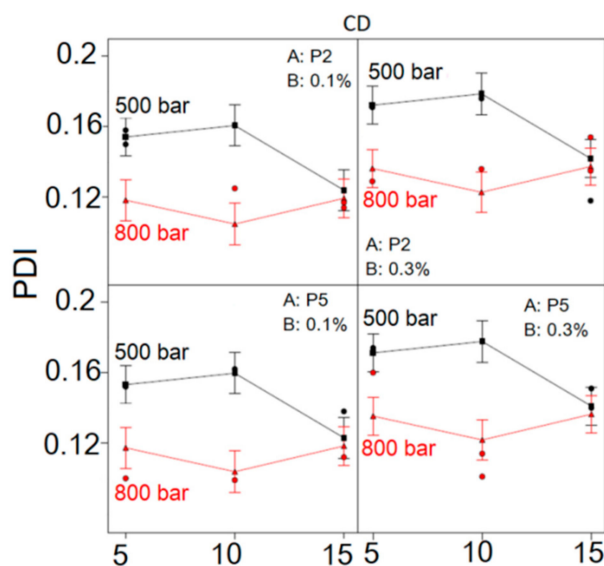 CD
0.2
A: P2
B: 0.1%
500 bar
0.16
0.12
800 bar
500 bar
800 bar
A: P2
B: 0.3%
PDI
0.2
A: P5
B: 0.1%
500 bar
0.16
0.12
800 bar
A: P5
B: 0.3%
500 bar
800 bar
5
10
15
5
10
15